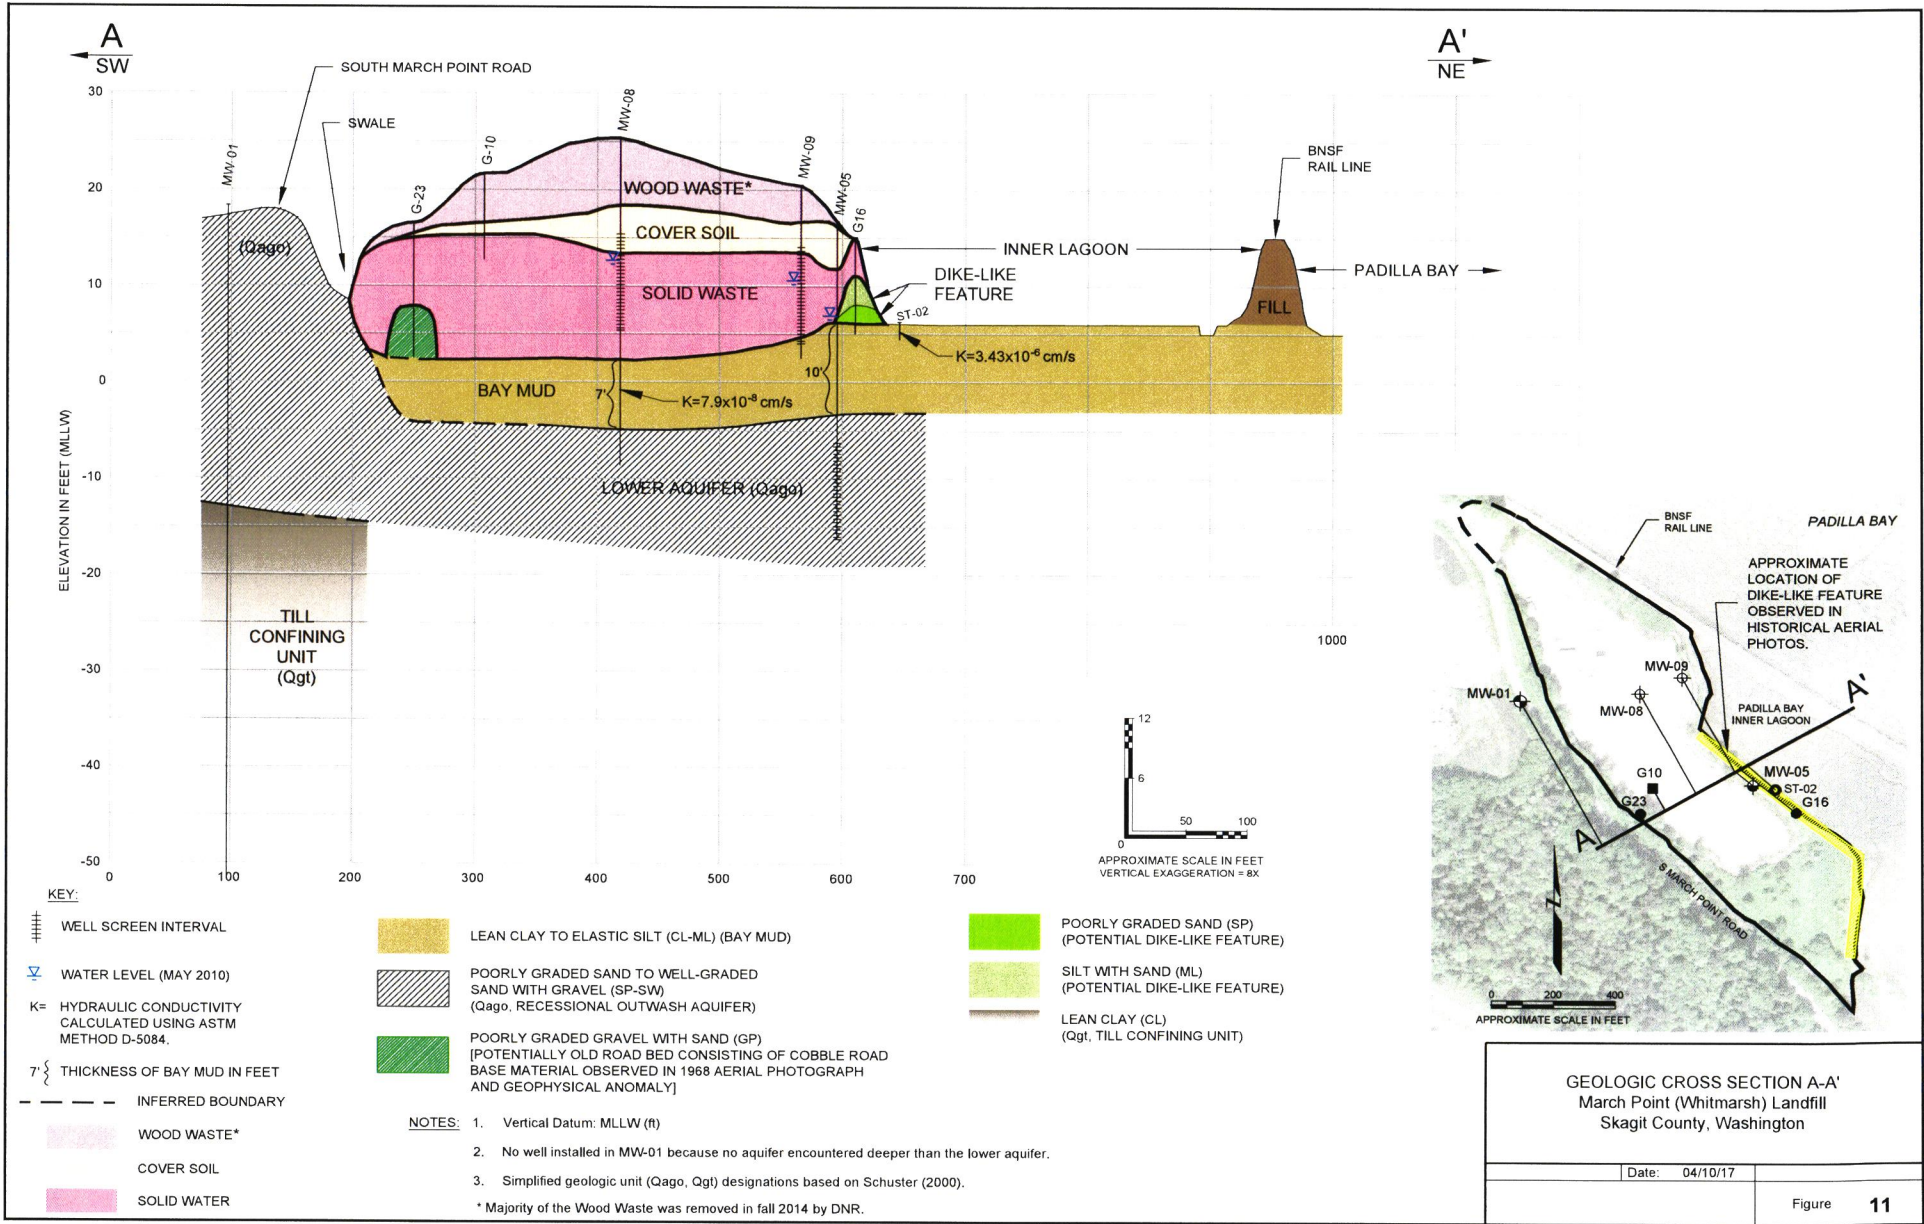 A
SW
A'
NE
SOUTH MARCH POINT ROAD
SWALE
MW-01
G-23
G-10
MW-08
MW-09
MW-05
G16
BNSF
RAIL LINE
30
20
10
0
-10
-20
-30
-40
-50
ELEVATION IN FEET (MLLW)
(Qago)
WOOD WASTE*
COVER SOIL
SOLID WASTE
INNER LAGOON
PADILLA BAY
DIKE-LIKE
FEATURE
FILL
ST-02
K=3.43x10⁻⁶ cm/s
BAY MUD
7'
K=7.9x10⁻⁸ cm/s
10'
LOWER AQUIFER (Qago)
TILL
CONFINING
UNIT
(Qgt)
0
100
200
300
400
500
600
700
1000
12
6
0
50
100
APPROXIMATE SCALE IN FEET
VERTICAL EXAGGERATION = 8X
BNSF
RAIL LINE
PADILLA BAY
APPROXIMATE
LOCATION OF
DIKE-LIKE FEATURE
OBSERVED IN
HISTORICAL AERIAL
PHOTOS.
MW-09
MW-01
MW-08
A'
PADILLA BAY
INNER LAGOON
G10
MW-05
ST-02
G23
G16
A
S MARCH POINT ROAD
Z
0
200
400
APPROXIMATE SCALE IN FEET
KEY:
WELL SCREEN INTERVAL
WATER LEVEL (MAY 2010)
K= HYDRAULIC CONDUCTIVITY
CALCULATED USING ASTM
METHOD D-5084.
7' THICKNESS OF BAY MUD IN FEET
INFERRED BOUNDARY
WOOD WASTE*
COVER SOIL
SOLID WATER
LEAN CLAY TO ELASTIC SILT (CL-ML) (BAY MUD)
POORLY GRADED SAND TO WELL-GRADED
SAND WITH GRAVEL (SP-SW)
(Qago, RECESSIONAL OUTWASH AQUIFER)
POORLY GRADED GRAVEL WITH SAND (GP)
[POTENTIALLY OLD ROAD BED CONSISTING OF COBBLE ROAD
BASE MATERIAL OBSERVED IN 1968 AERIAL PHOTOGRAPH
AND GEOPHYSICAL ANOMALY]
POORLY GRADED SAND (SP)
(POTENTIAL DIKE-LIKE FEATURE)
SILT WITH SAND (ML)
(POTENTIAL DIKE-LIKE FEATURE)
LEAN CLAY (CL)
(Qgt, TILL CONFINING UNIT)
NOTES: 1. Vertical Datum: MLLW (ft)
2. No well installed in MW-01 because no aquifer encountered deeper than the lower aquifer.
3. Simplified geologic unit (Qago, Qgt) designations based on Schuster (2000).
* Majority of the Wood Waste was removed in fall 2014 by DNR.
GEOLOGIC CROSS SECTION A-A'
March Point (Whitmarsh) Landfill
Skagit County, Washington
Date: 04/10/17
Figure 11